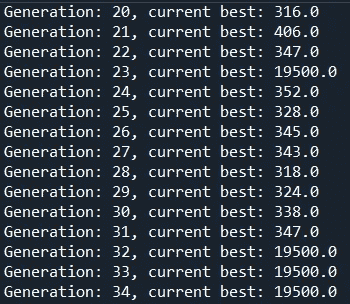 Generation: 20, current best: 316.0
Generation: 21, current best: 406.0
Generation: 22, current best: 347.0
Generation: 23, current best: 19500.0
Generation: 24, current best: 352.0
Generation: 25, current best: 328.0
Generation: 26, current best: 345.0
Generation: 27, current best: 343.0
Generation: 28, current best: 318.0
Generation: 29, current best: 324.0
Generation: 30, current best: 338.0
Generation: 31, current best: 347.0
Generation: 32, current best: 19500.0
Generation: 33, current best: 19500.0
Generation: 34, current best: 19500.0